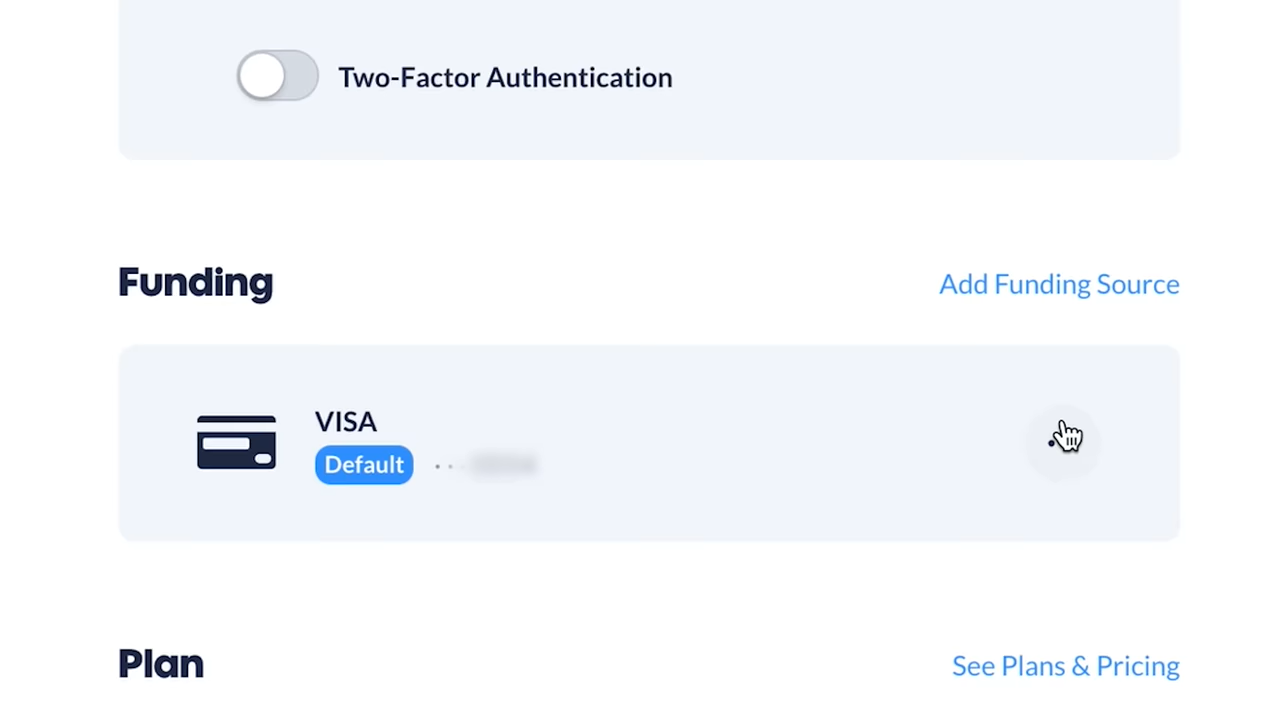 Two-Factor Authentication
Funding
Add Funding Source
VISA
Default
Plan
See Plans & Pricing